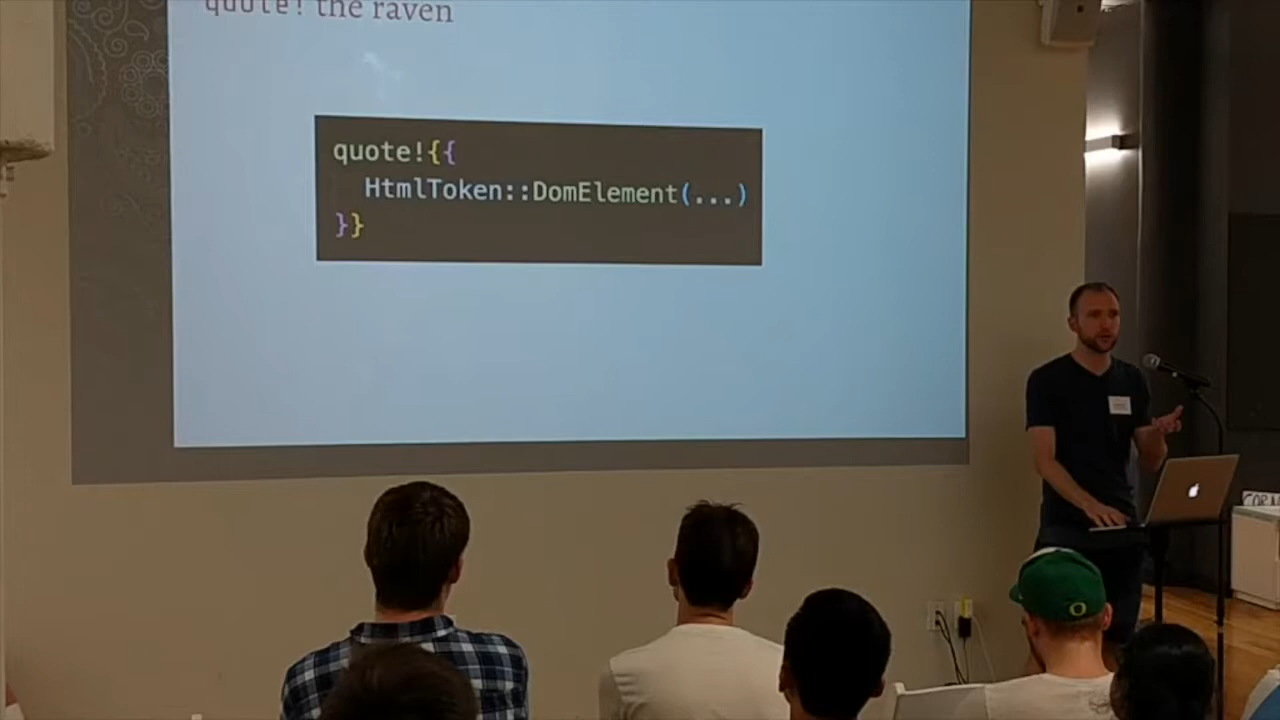 quote! the raven
quote!{{
HtmlToken::DomElement(...)
}}
O